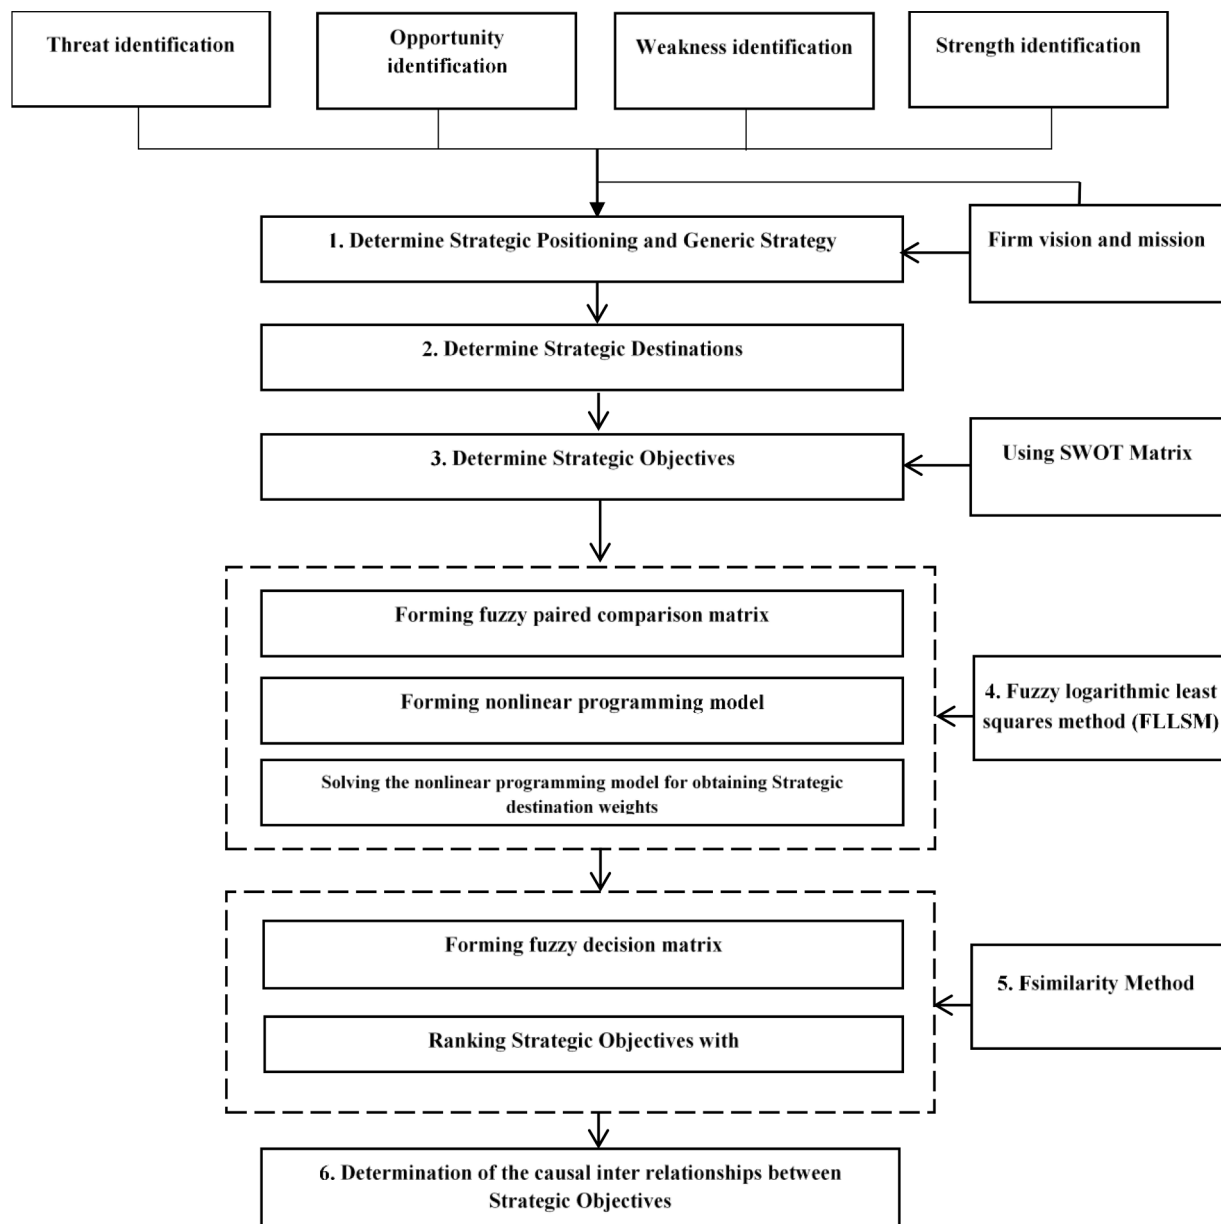 Threat identification
Opportunity
identification
Weakness identification
Strength identification
1. Determine Strategic Positioning and Generic Strategy
Firm vision and mission
2. Determine Strategic Destinations
3. Determine Strategic Objectives
Using SWOT Matrix
Forming fuzzy paired comparison matrix
Forming nonlinear programming model
4. Fuzzy logarithmic least
squares method (FLLSM)
Solving the nonlinear programming model for obtaining Strategic
destination weights
Forming fuzzy decision matrix
5. Fsimilarity Method
Ranking Strategic Objectives with
6. Determination of the causal inter relationships between
Strategic Objectives